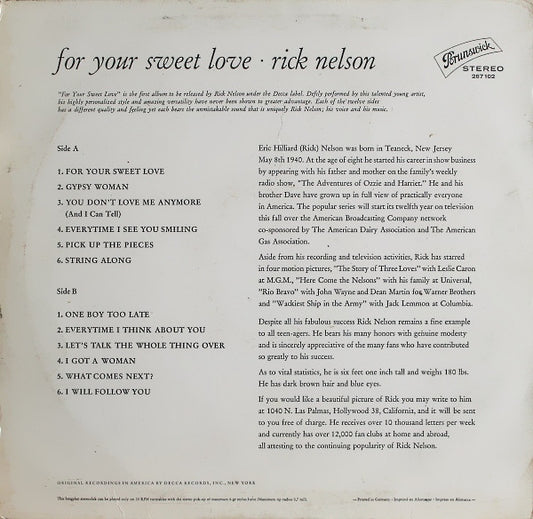 for your sweet love · rick nelson
Brunswick
STEREO
267 102
"For Your Sweet Love" is the first album to be released by Rick Nelson under the Decca label. Deftly performed by this talented young artist,
his highly personalized style and amazing versatility have never been shown to greater advantage. Each of the twelve sides
has a different quality and feeling yet each bears the unmistakable sound that is uniquely Rick Nelson; his voice and his music.
Side A
1. FOR YOUR SWEET LOVE
2. GYPSY WOMAN
3. YOU DON'T LOVE ME ANYMORE
(And I Can Tell)
4. EVERYTIME I SEE YOU SMILING
5. PICK UP THE PIECES
6. STRING ALONG
Side B
1. ONE BOY TOO LATE
2. EVERYTIME I THINK ABOUT YOU
3. LET'S TALK THE WHOLE THING OVER
4. I GOT A WOMAN
5. WHAT COMES NEXT?
6. I WILL FOLLOW YOU
Eric Hilliard (Rick) Nelson was born in Teaneck, New Jersey
May 8th 1940. At the age of eight he started his career in show business
by appearing with his father and mother on the family's weekly
radio show, "The Adventures of Ozzie and Harriet." He and his
brother Dave have grown up in full view of practically everyone
in America. The popular series will start its twelfth year on television
this fall over the American Broadcasting Company network
co-sponsored by The American Dairy Association and The American
Gas Association.
Aside from his recording and television activities, Rick has starred
in four motion pictures, "The Story of Three Loves" with Leslie Caron
at M.G.M., "Here Come the Nelsons" with his family at Universal,
"Rio Bravo" with John Wayne and Dean Martin for Warner Brothers
and "Wackiest Ship in the Army" with Jack Lemmon at Columbia.
Despite all his fabulous success Rick Nelson remains a fine example
to all teen-agers. He bears his many honors with genuine modesty
and is sincerely appreciative of the many fans who have contributed
so greatly to his success.
As to vital statistics, he is six feet one inch tall and weighs 180 lbs.
He has dark brown hair and blue eyes.
If you would like a beautiful picture of Rick you may write to him
at 1040 N. Las Palmas, Hollywood 38, California, and it will be sent
to you free of charge. He receives over 10 thousand letters per week
and currently has over 12,000 fan clubs at home and abroad,
all attesting to the continuing popularity of Rick Nelson.
ORIGINAL RECORDINGS IN AMERICA BY DECCA RECORDS, INC., NEW YORK
—Printed in Germany - Imprimé en Allemagne - Impreso en Alemania—